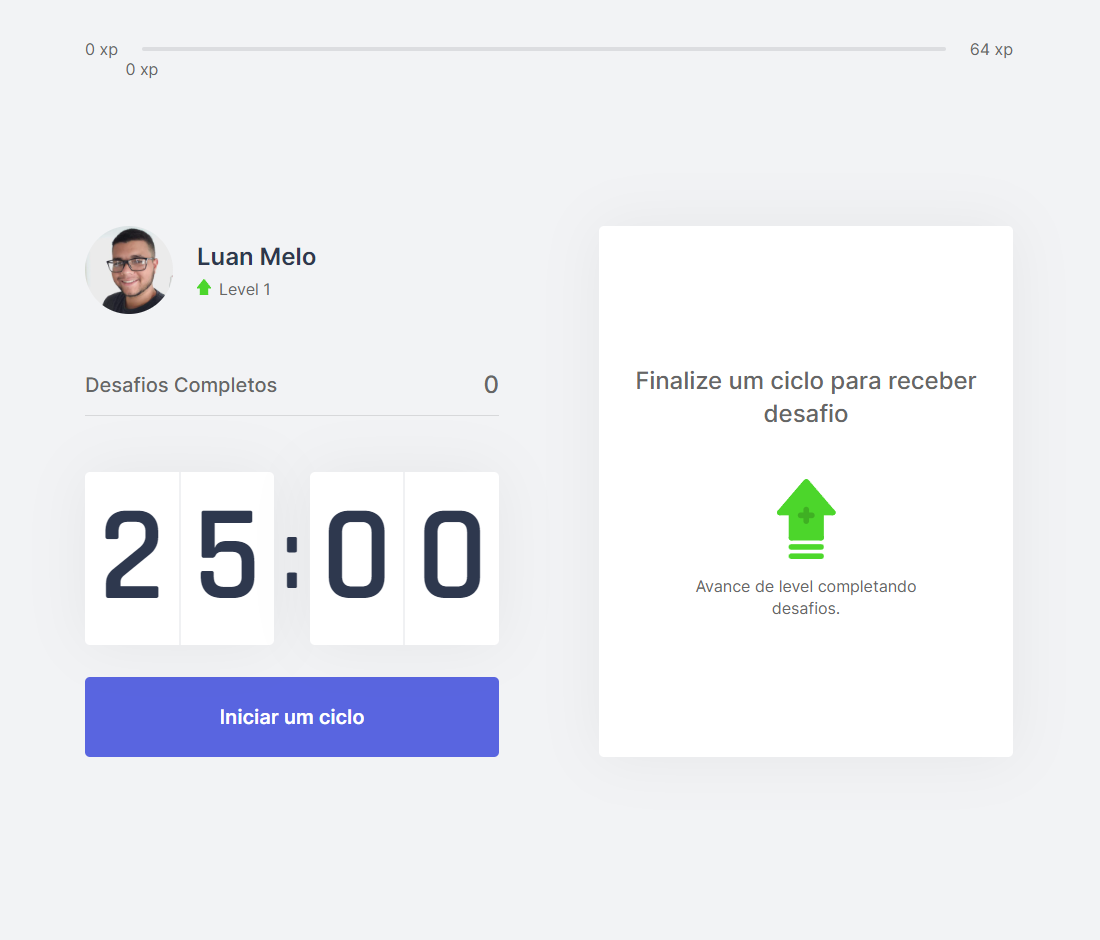 0 xp
64 xp
0 xp
Luan Melo
Level 1
Desafios Completos
0
25:00
Iniciar um ciclo
Finalize um ciclo para receber
desafio
Avance de level completando
desafios.